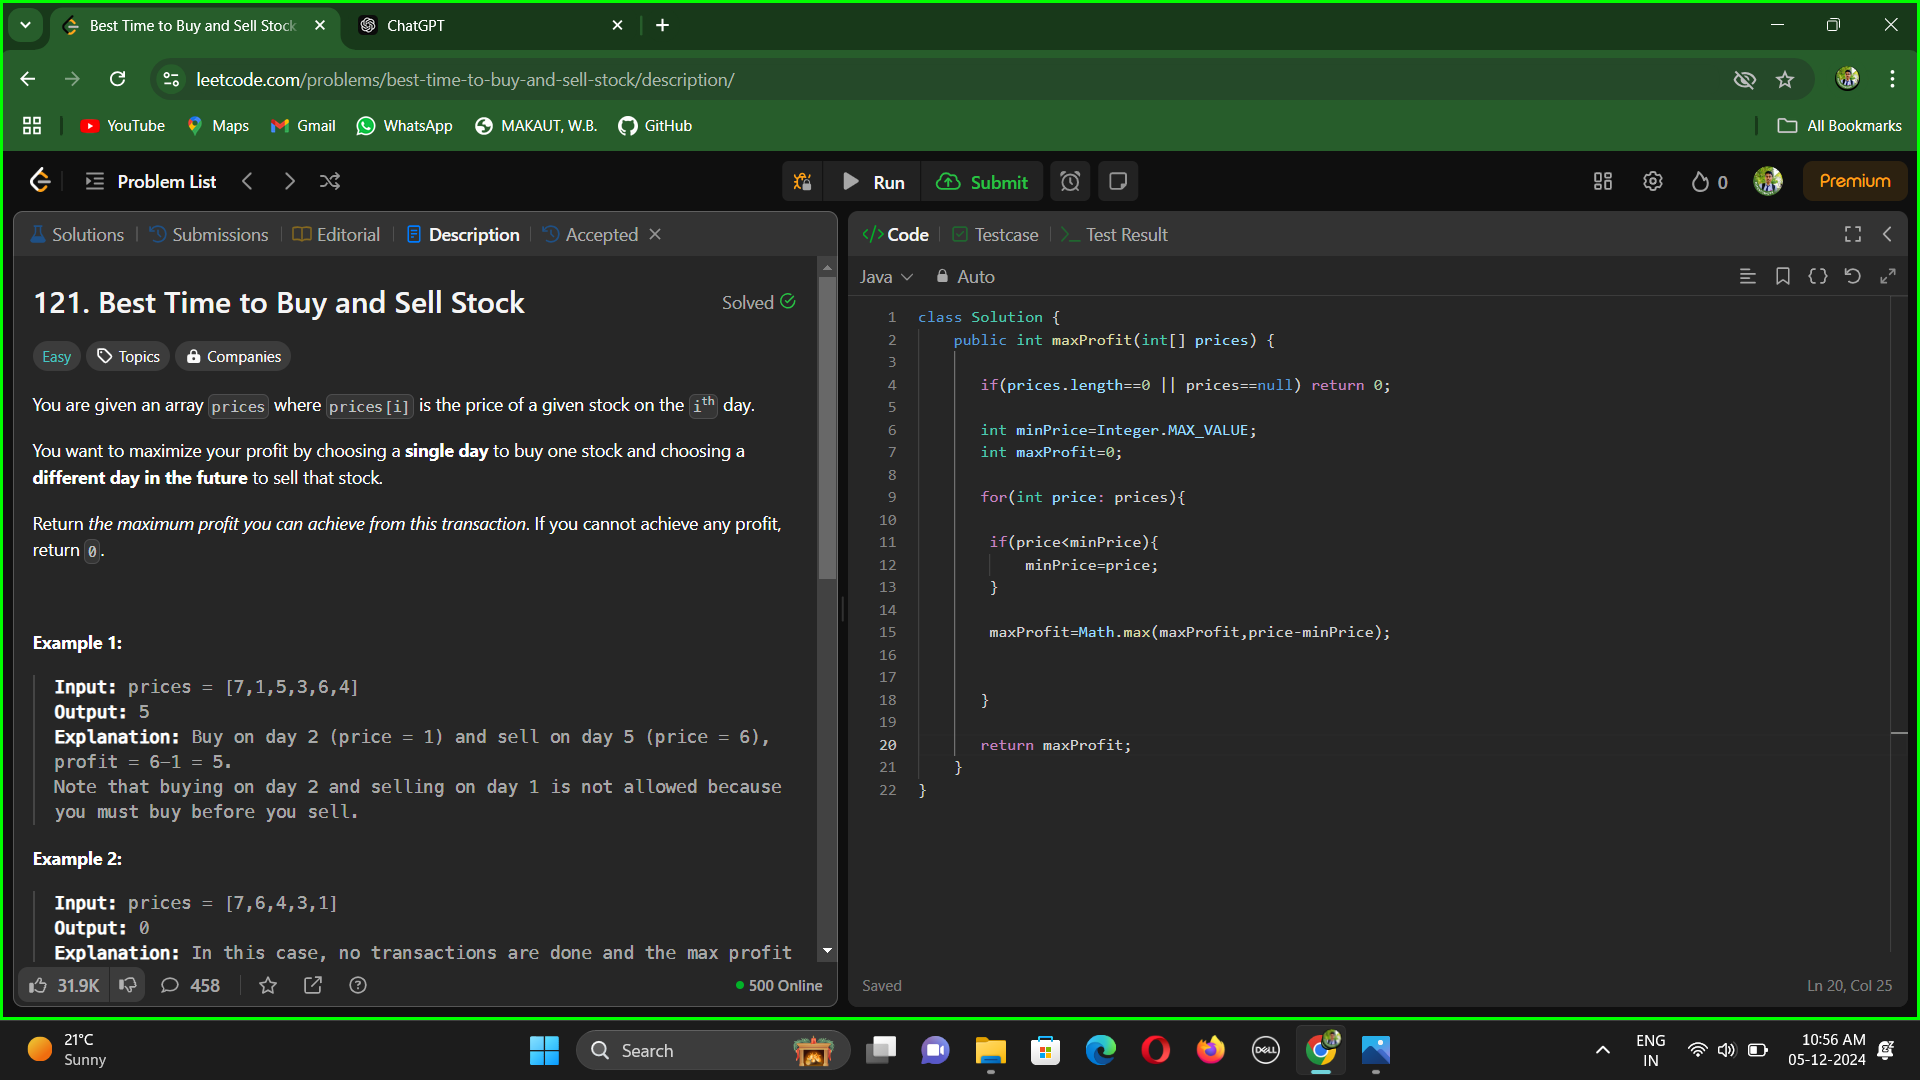 Best Time to Buy and Sell Stock
ChatGPT
leetcode.com/problems/best-time-to-buy-and-sell-stock/description/
YouTube Maps Gmail WhatsApp MAKAUT, W.B. GitHub All Bookmarks
Problem List Run Submit 0 Premium
Solutions Submissions Editorial Description Accepted
121. Best Time to Buy and Sell Stock
Solved
Easy Topics Companies
You are given an array prices where prices[i] is the price of a given stock on the ith day.
You want to maximize your profit by choosing a single day to buy one stock and choosing a
different day in the future to sell that stock.
Return the maximum profit you can achieve from this transaction. If you cannot achieve any profit,
return 0.
Example 1:
Input: prices = [7,1,5,3,6,4]
Output: 5
Explanation: Buy on day 2 (price = 1) and sell on day 5 (price = 6),
profit = 6-1 = 5.
Note that buying on day 2 and selling on day 1 is not allowed because
you must buy before you sell.
Example 2:
Input: prices = [7,6,4,3,1]
Output: 0
Explanation: In this case, no transactions are done and the max profit
31.9K 458 500 Online
</> Code Testcase >_ Test Result
Java Auto
1 class Solution {
2 public int maxProfit(int[] prices) {
3
4 if(prices.length==0 || prices==null) return 0;
5
6 int minPrice=Integer.MAX_VALUE;
7 int maxProfit=0;
8
9 for(int price: prices){
10
11 if(price<minPrice){
12 minPrice=price;
13 }
14
15 maxProfit=Math.max(maxProfit,price-minPrice);
16
17
18 }
19
20 return maxProfit;
21 }
22 }
Saved Ln 20, Col 25
21°C
Sunny
Search
DELL
ENG
IN
10:56 AM
05-12-2024